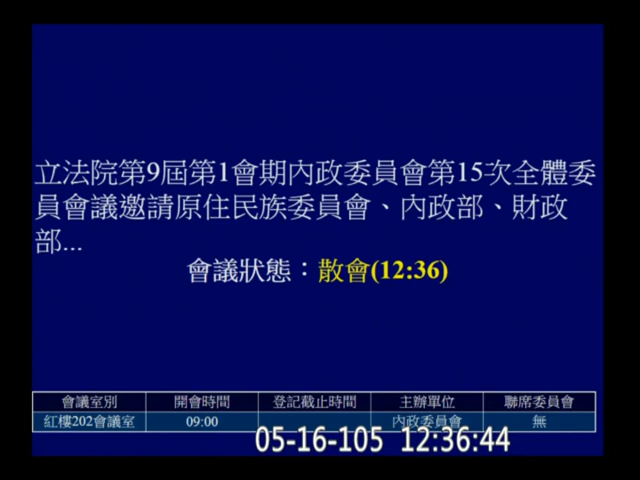 立法院第9屆第1會期內政委員會第15次全體委
員會議邀請原住民族委員會、內政部、財政
部...
會議狀態：散會(12:36)
會議室別 開會時間 登記截止時間 主辦單位 聯席委員會
紅樓202會議室 09:00 內政委員會 無
05-16-105 12:36:44